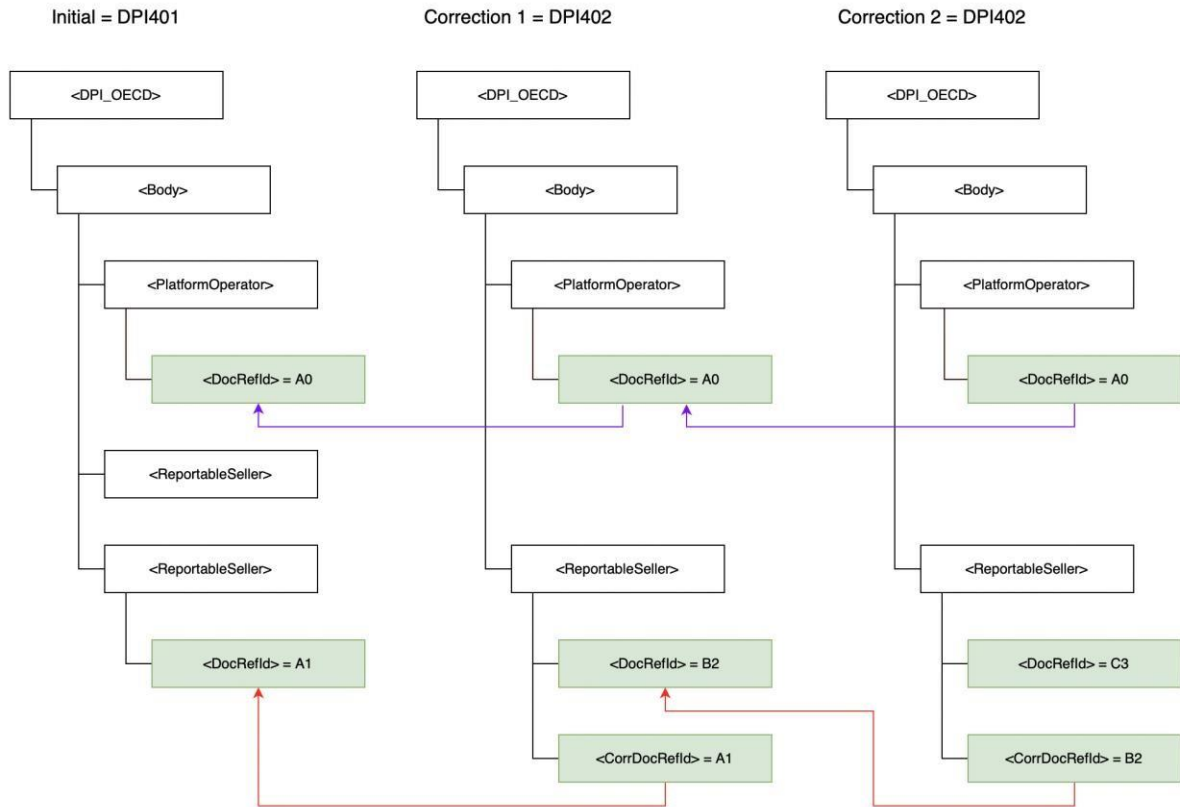 Initial = DPI401
Correction 1 = DPI402
Correction 2 = DPI402
<DPI_OECD>
<DPI_OECD>
<DPI_OECD>
<Body>
<Body>
<Body>
<PlatformOperator>
<PlatformOperator>
<PlatformOperator>
<DocRefId> = A0
<DocRefId> = A0
<DocRefId> = A0
<ReportableSeller>
<ReportableSeller>
<ReportableSeller>
<ReportableSeller>
<DocRefId> = A1
<DocRefId> = B2
<DocRefId> = C3
<CorrDocRefId> = A1
<CorrDocRefId> = B2